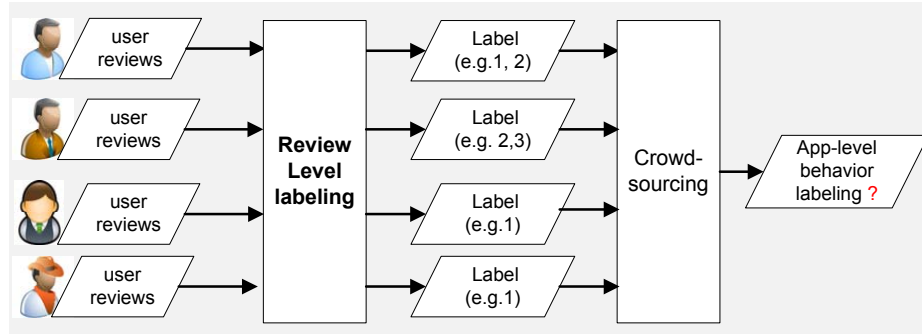 user
reviews
Label
(e.g.1, 2)
user
reviews
Label
(e.g. 2,3)
Review
Level
labeling
Crowd-
sourcing
App-level
behavior
labeling ?
user
reviews
Label
(e.g.1)
user
reviews
Label
(e.g.1)